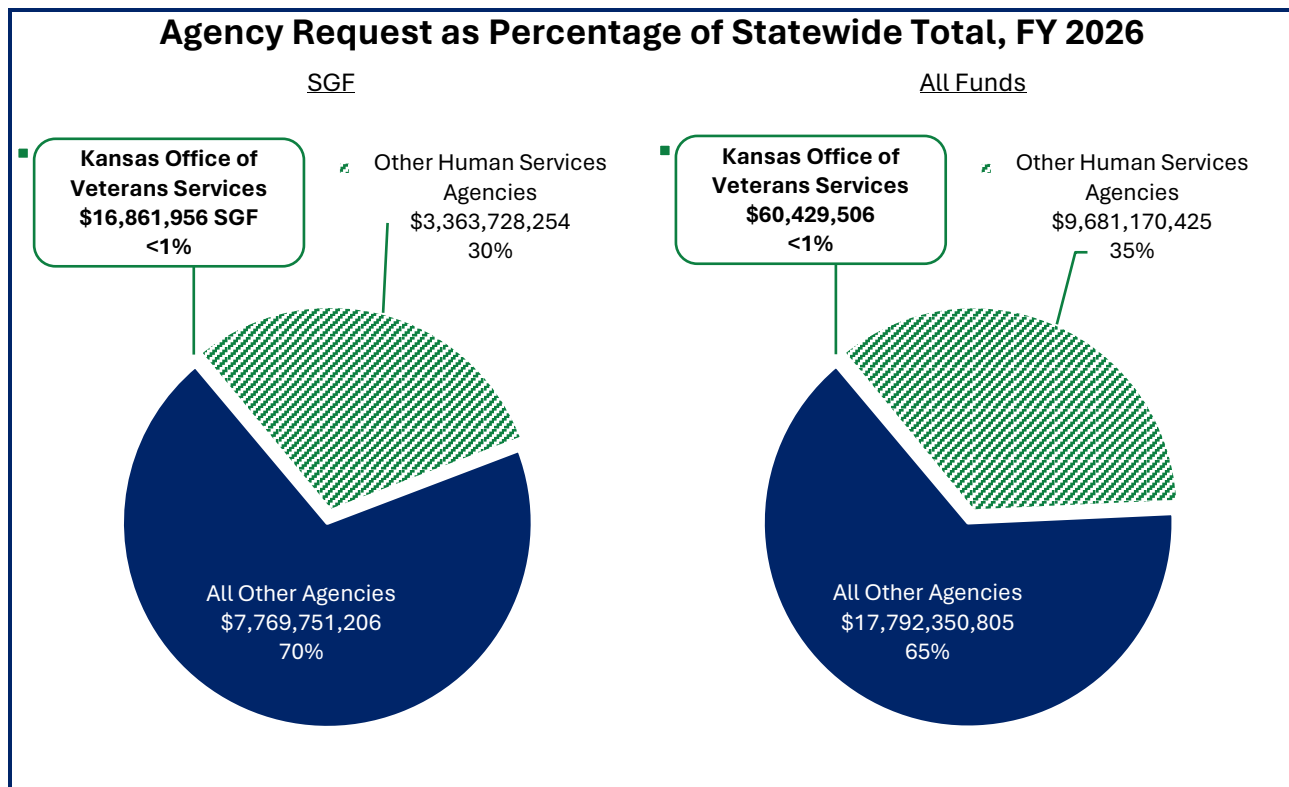 Agency Request as Percentage of Statewide Total, FY 2026
SGF
Kansas Office of
Veterans Services
$16,861,956 SGF
<1%
Other Human Services
Agencies
$3,363,728,254
30%
All Other Agencies
$7,769,751,206
70%
All Funds
Kansas Office of
Veterans Services
$60,429,506
<1%
Other Human Services
Agencies
$9,681,170,425
35%
All Other Agencies
$17,792,350,805
65%